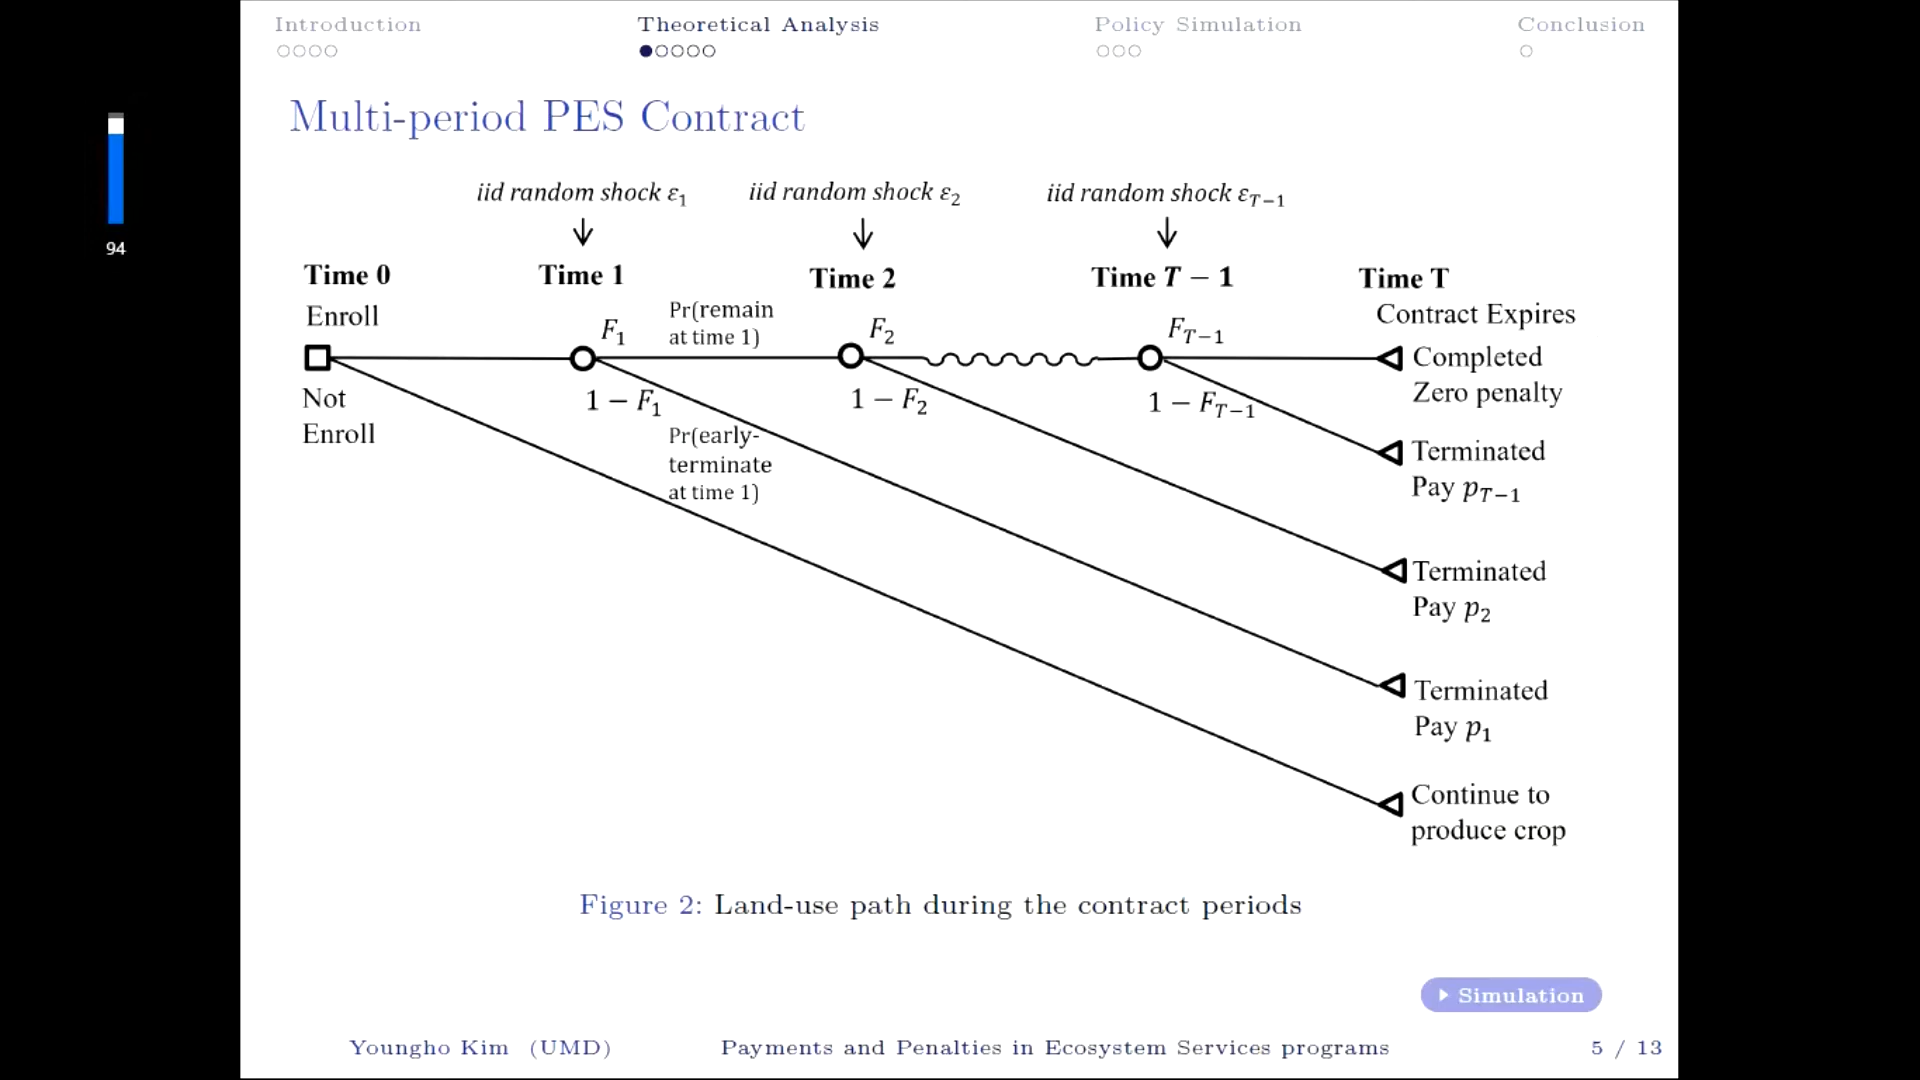 Introduction
Theoretical Analysis
Policy Simulation
Conclusion
94
Multi-period PES Contract
iid random shock ε₁
iid random shock ε₂
iid random shock ε_{T−1}
Time 0
Time 1
Time 2
Time T − 1
Time T
Enroll
F₁
Pr(remain
at time 1)
F₂
F_{T−1}
Contract Expires
Completed
Zero penalty
Not
Enroll
1 − F₁
1 − F₂
1 − F_{T−1}
Pr(early-
terminate
at time 1)
Terminated
Pay p_{T−1}
Terminated
Pay p₂
Terminated
Pay p₁
Continue to
produce crop
Figure 2: Land-use path during the contract periods
Simulation
Youngho Kim (UMD)
Payments and Penalties in Ecosystem Services programs
5 / 13